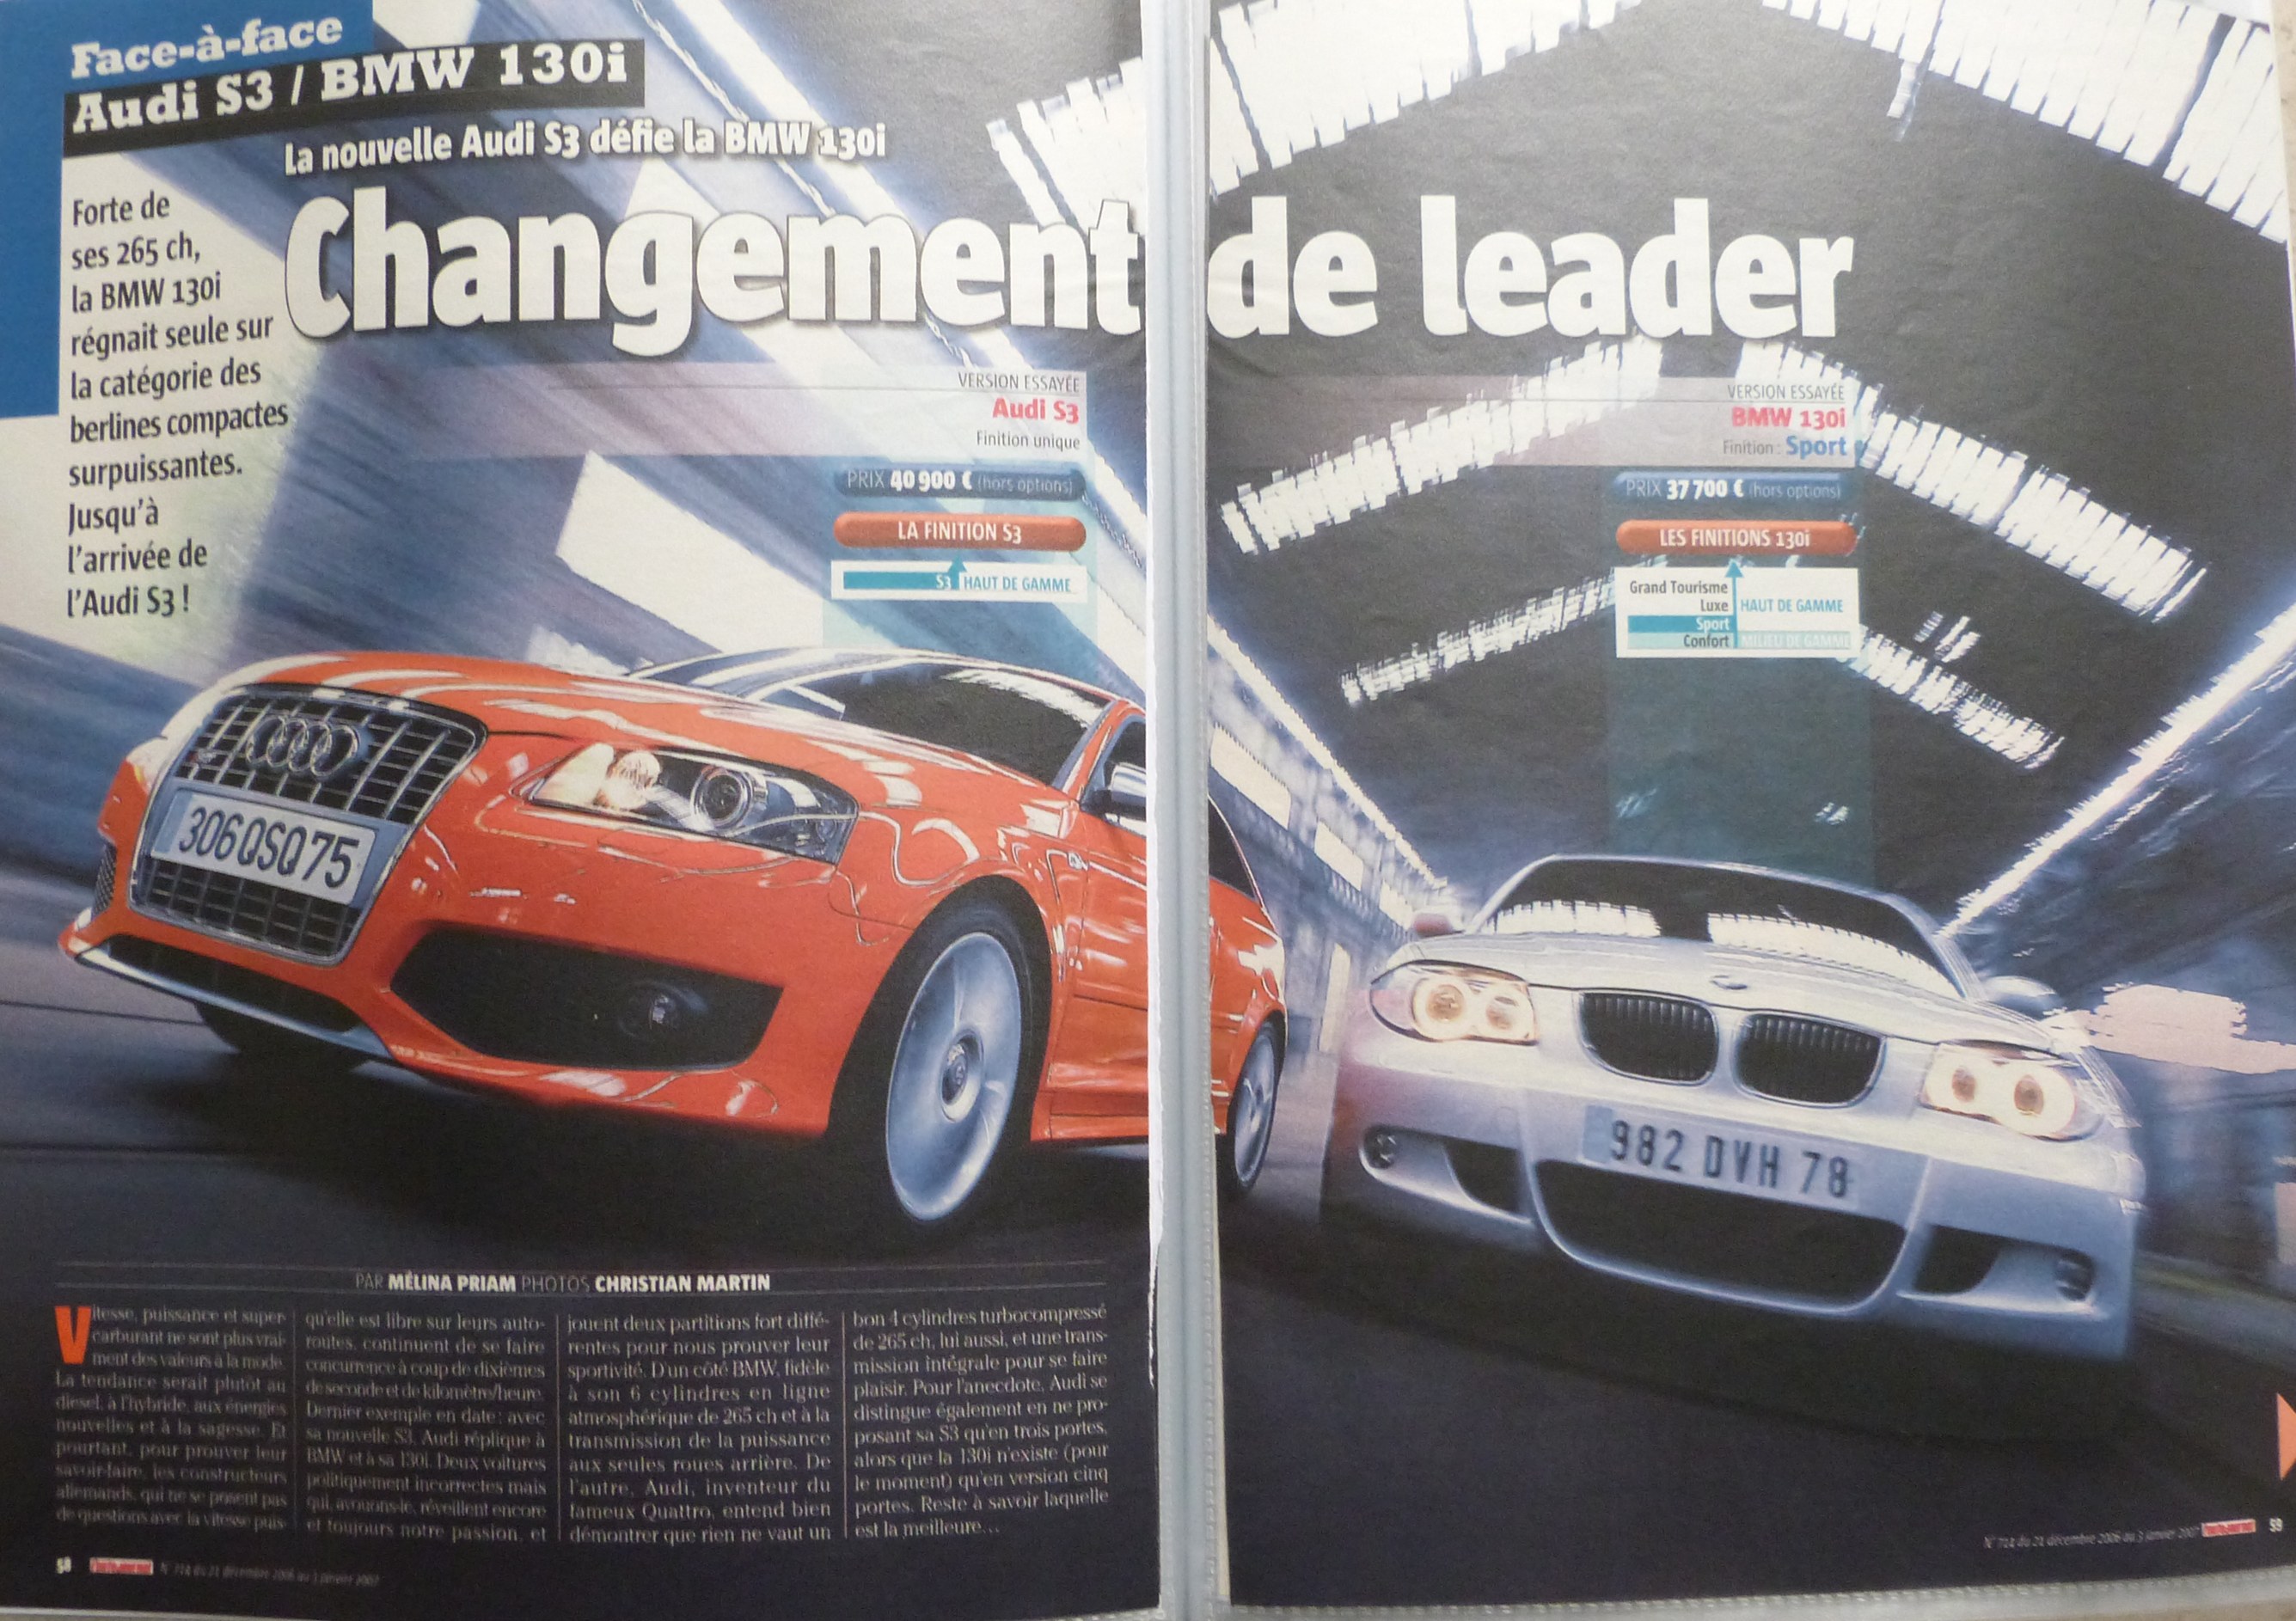 Face-à-face
Audi S3 / BMW 130i
La nouvelle Audi S3 défie la BMW 130i
Changement de leader
Forte de
ses 265 ch,
la BMW 130i
régnait seule sur
la catégorie des
berlines compactes
surpuissantes.
Jusqu'à
l'arrivée de
l'Audi S3 !
VERSION ESSAYÉE
Audi S3
Finition unique
PRIX 40 900 € (hors options)
LA FINITION S3
S3 HAUT DE GAMME
VERSION ESSAYÉE
BMW 130i
Finition : Sport
PRIX 37 700 € (hors options)
LES FINITIONS 130i
Grand Tourisme
Luxe HAUT DE GAMME
Sport
Confort MILIEU DE GAMME
306QSQ75
982 DVH 78
PAR MÉLINA PRIAM PHOTOS CHRISTIAN MARTIN
Vitesse, puissance et super-
carburant ne sont plus vrai-
ment des valeurs à la mode.
La tendance serait plutôt au
diesel, à l'hybride, aux énergies
nouvelles et à la sagesse. Et
pourtant, pour prouver leur
savoir-faire, les constructeurs
allemands, qui ne se posent pas
de questions avec la vitesse puis-
qu'elle est libre sur leurs auto-
routes, continuent de se faire
concurrence à coup de dixièmes
de seconde et de kilomètre/heure.
Dernier exemple en date : avec
sa nouvelle S3, Audi réplique à
BMW et à sa 130i. Deux voitures
politiquement incorrectes mais
qui, avouons-le, réveillent encore
et toujours notre passion, et
jouent deux partitions fort diffé-
rentes pour nous prouver leur
sportivité. D'un côté BMW, fidèle
à son 6 cylindres en ligne
atmosphérique de 265 ch et à la
transmission de la puissance
aux seules roues arrière. De
l'autre, Audi, inventeur du
fameux Quattro, entend bien
démontrer que rien ne vaut un
bon 4 cylindres turbocompressé
de 265 ch, lui aussi, et une trans-
mission intégrale pour se faire
plaisir. Pour l'anecdote, Audi se
distingue également en ne pro-
posant sa S3 qu'en trois portes,
alors que la 130i n'existe (pour
le moment) qu'en version cinq
portes. Reste à savoir laquelle
est la meilleure...
58 N° 714 du 21 décembre 2006 au 3 janvier 2007
N° 714 du 21 décembre 2006 au 3 janvier 2007 59